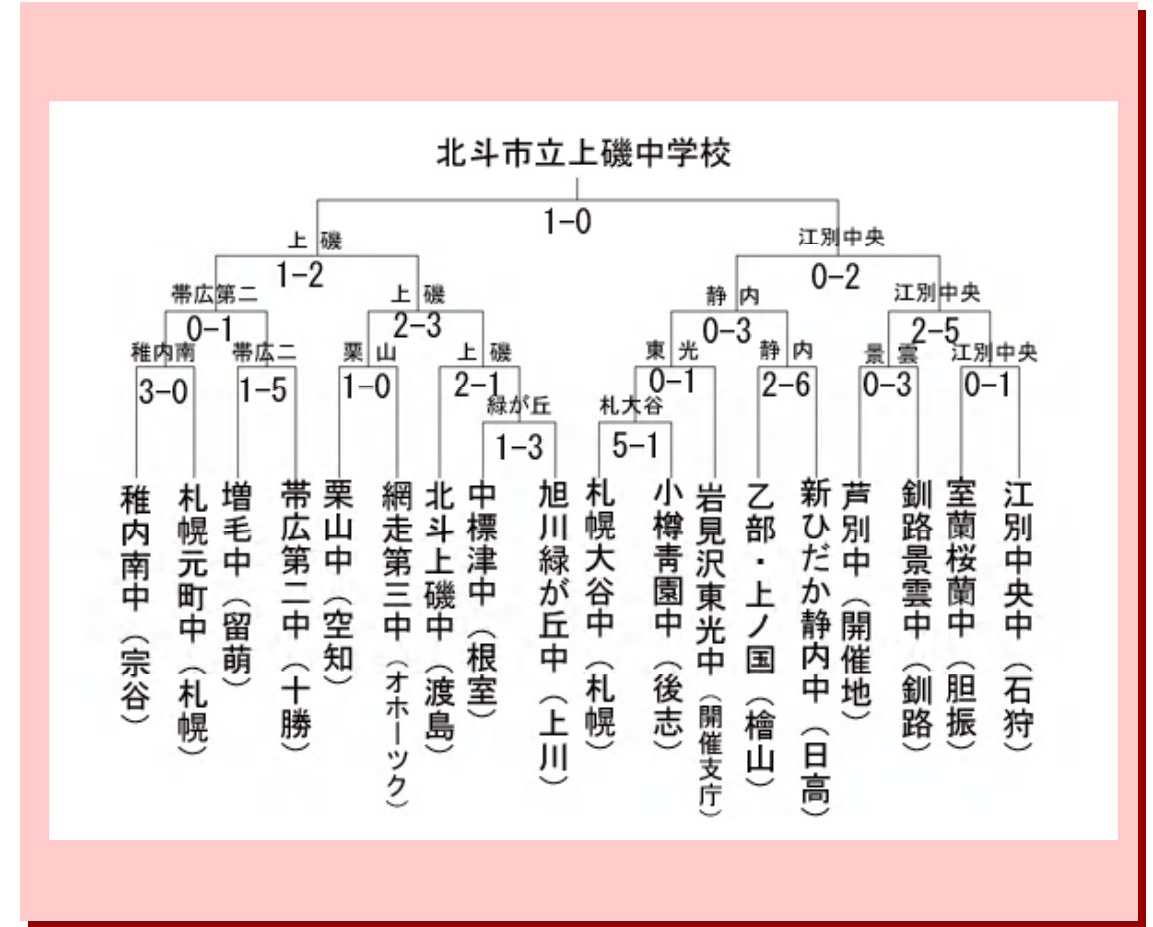 北斗市立上磯中学校
1-0
上 磯
江別中央
1-2
0-2
帯広第二
上 磯
静 内
江別中央
0-1
2-3
0-3
2-5
稚内南
帯広二
栗 山
上 磯
東 光
静 内
景 雲
江別中央
3-0
1-5
1-0
2-1
0-1
2-6
0-3
0-1
緑が丘
札大谷
1-3
5-1
稚内南中（宗谷）
札幌元町中（札幌）
増毛中（留萌）
帯広第二中（十勝）
栗山中（空知）
網走第三中（オホーツク）
北斗上磯中（渡島）
中標津中（根室）
旭川緑が丘中（上川）
札幌大谷中（札幌）
小樽青園中（後志）
岩見沢東光中（開催支庁）
乙部・上ノ国（檜山）
新ひだか静内中（日高）
芦別中（開催地）
釧路景雲中（釧路）
室蘭桜蘭中（胆振）
江別中央中（石狩）